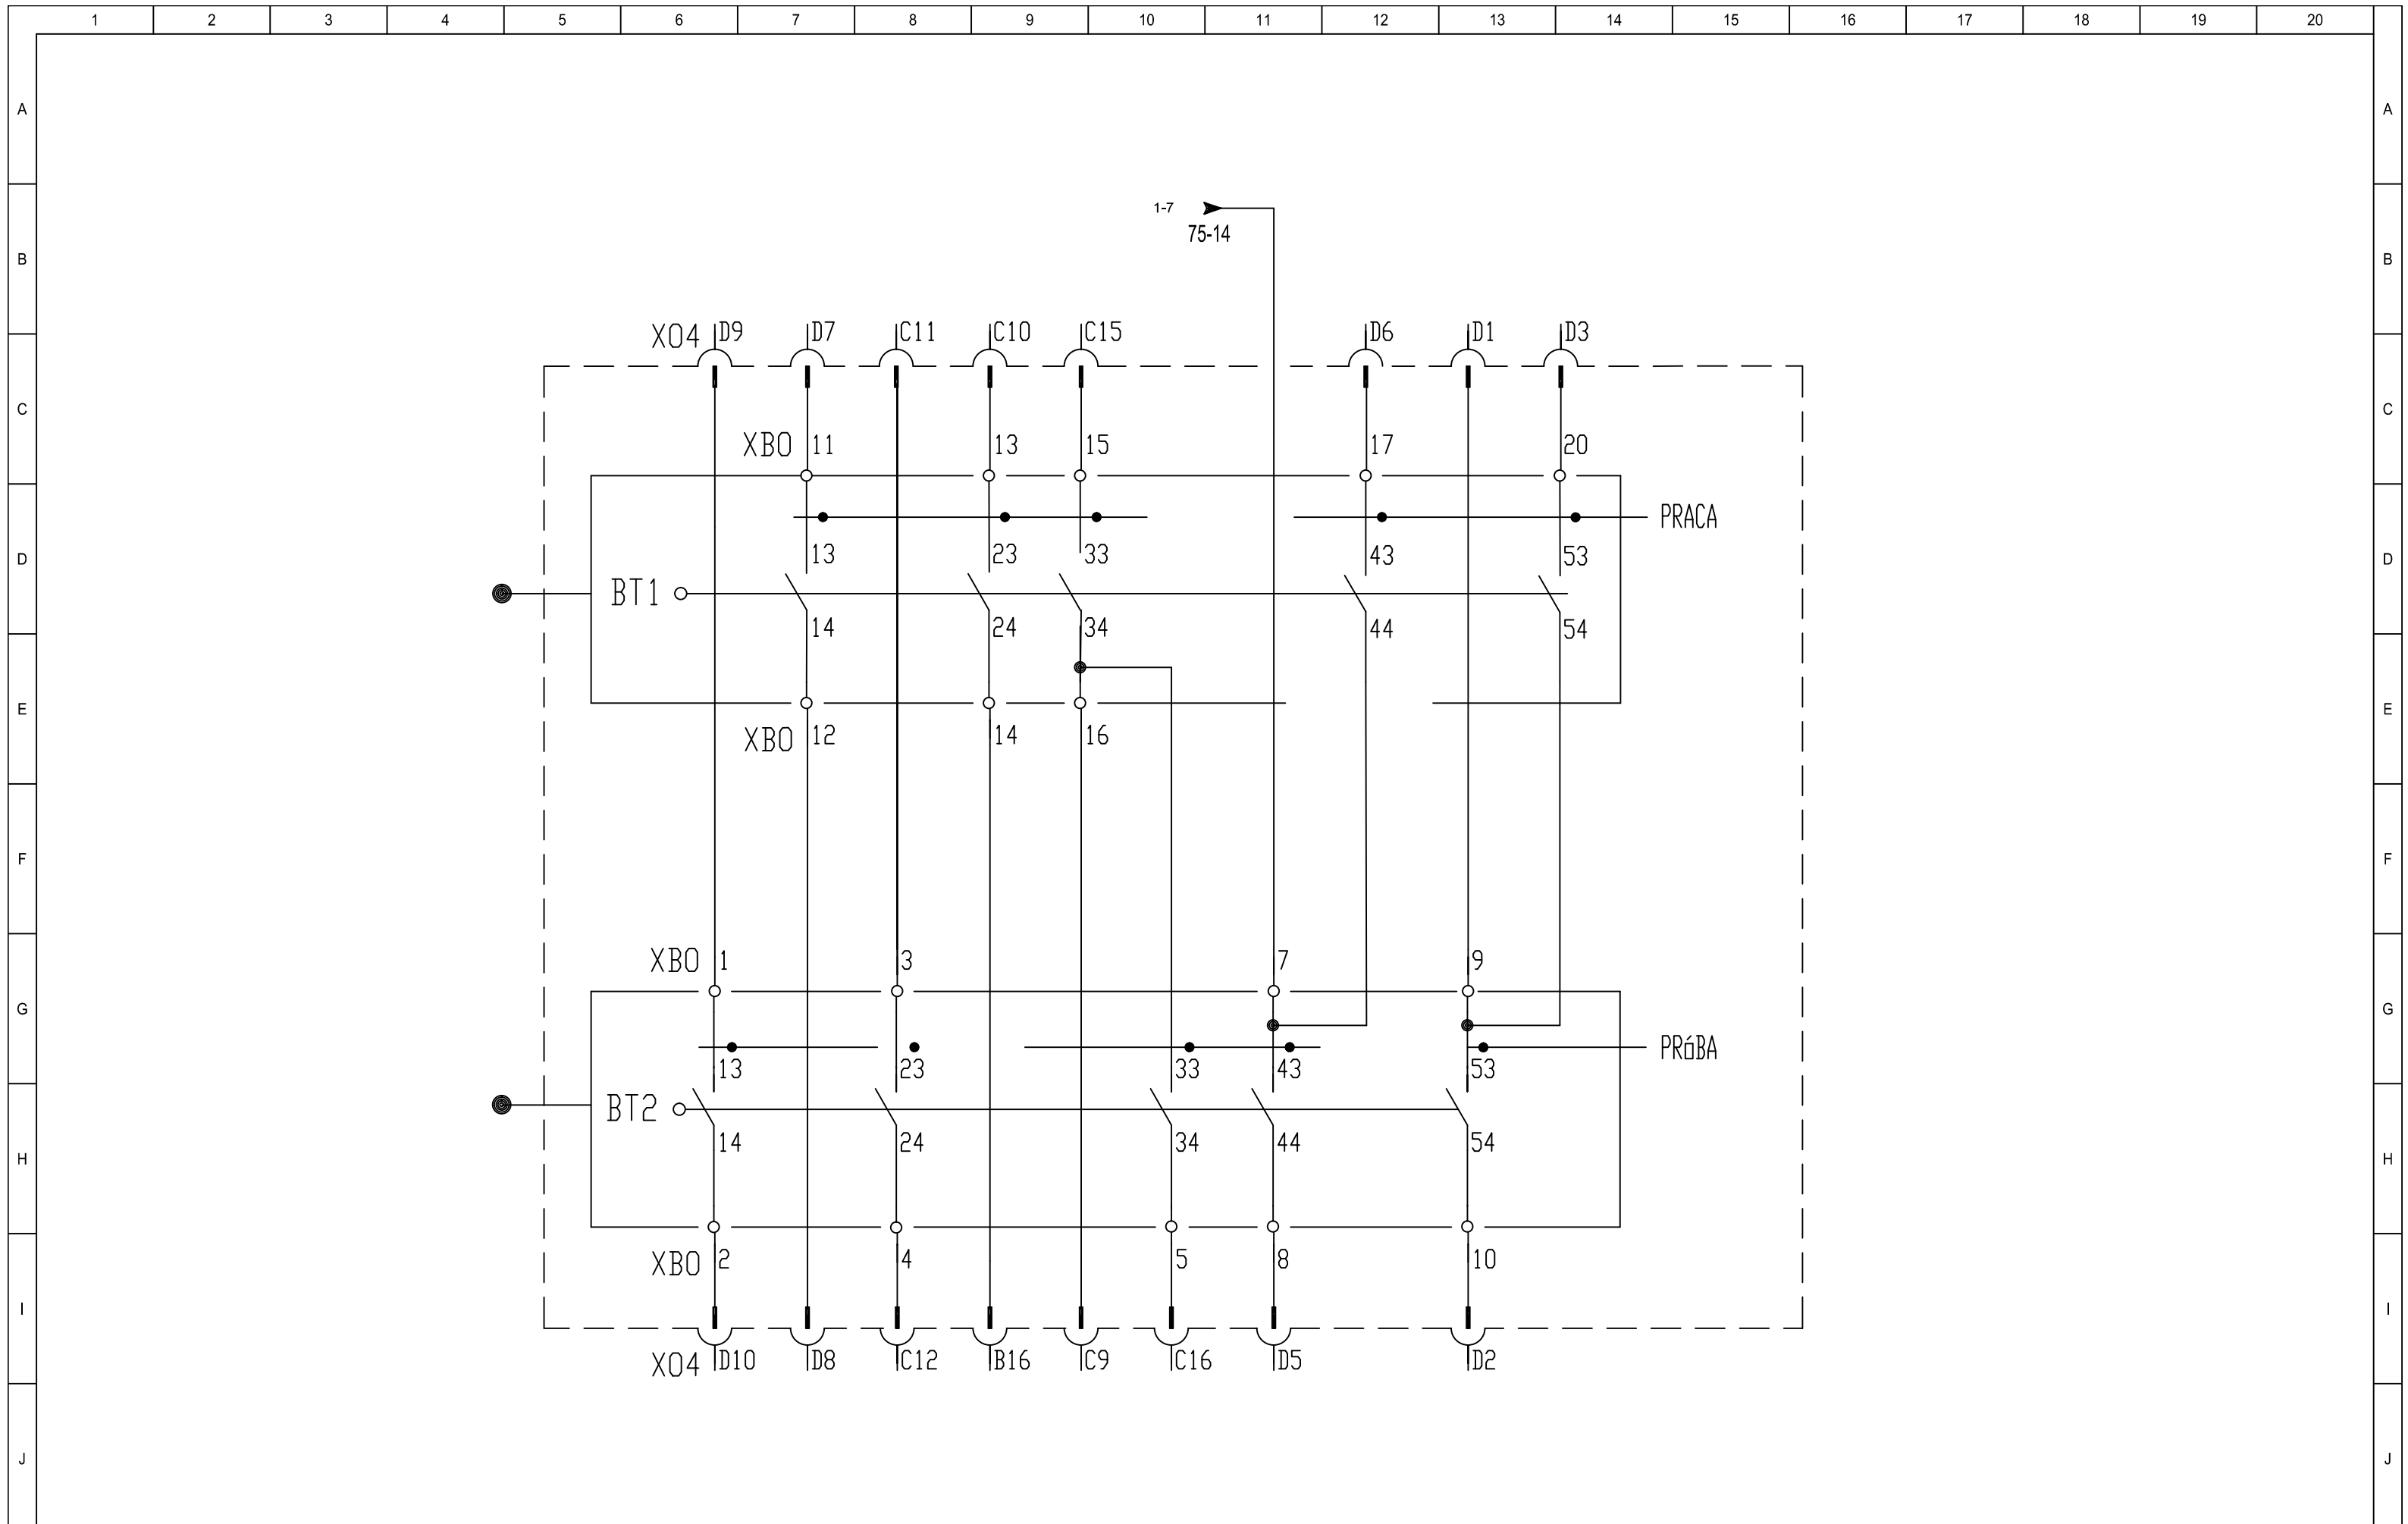 1 2 3 4 5 6 7 8 9 10 11 12 13 14 15 16 17 18 19 20
A A
1-7
75-14
B B
XO4 D9 D7 C11 C10 C15 D6 D1 D3
C C
XBO 11 13 15 17 20
PRACA
13 23 33 43 53
D D
BT1
14 24 34 44 54
E E
XBO 12 14 16
F F
XBO 1 3 7 9
G G
PRóBA
13 23 33 43 53
BT2
14 24 34 44 54
H H
XBO 2 4 5 8 10
I I
XO4 D10 D8 C12 B16 C9 C16 D5 D2
J J